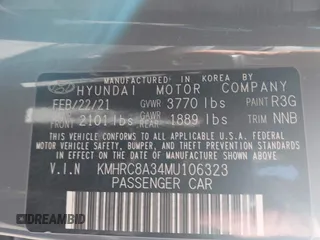 MANUFACTURED IN KOREA BY
HYUNDAI MOTOR COMPANY
FEB/22/21 GVWR 3770 lbs PAINT R3G
GAWR FRONT 2101 lbs GAWR REAR 1889 lbs TRIM NNB
THIS VEHICLE CONFORMS TO ALL APPLICABLE
U.S. FEDERAL MOTOR VEHICLE SAFETY,
BUMPER, AND THEFT PREVENTION STANDARDS
IN EFFECT ON THE DATE OF MANUFACTURE SHOWN ABOVE.
V.I.N KMHRC8A34MU106323
PASSENGER CAR
DREAMBID